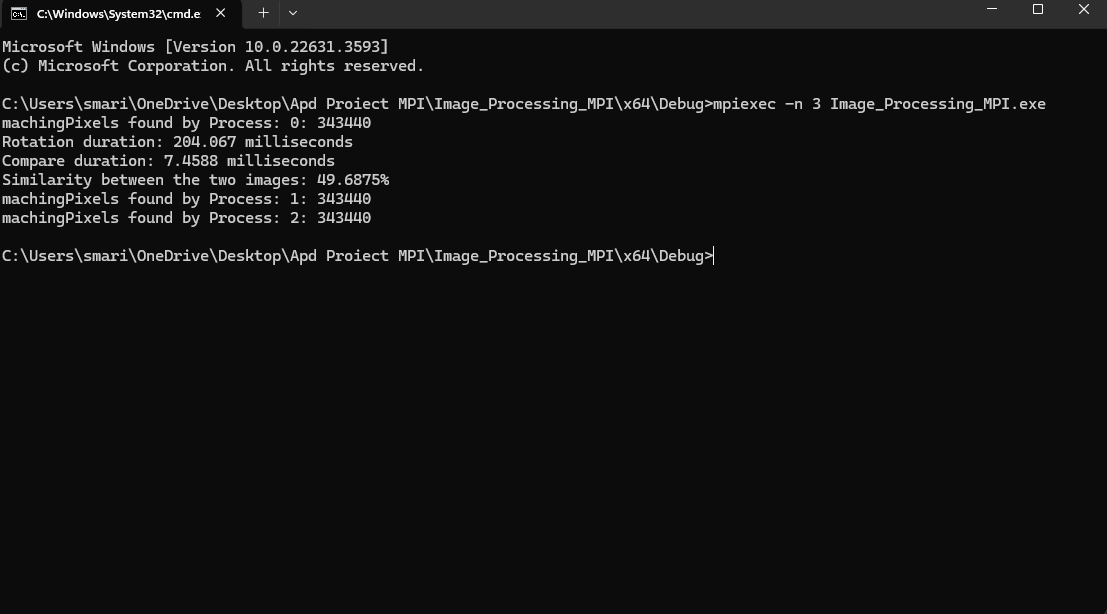 C:\Windows\System32\cmd.e
Microsoft Windows [Version 10.0.22631.3593]
(c) Microsoft Corporation. All rights reserved.
C:\Users\smari\OneDrive\Desktop\Apd Proiect MPI\Image_Processing_MPI\x64\Debug>mpiexec -n 3 Image_Processing_MPI.exe
machingPixels found by Process: 0: 343440
Rotation duration: 204.067 milliseconds
Compare duration: 7.4588 milliseconds
Similarity between the two images: 49.6875%
machingPixels found by Process: 1: 343440
machingPixels found by Process: 2: 343440
C:\Users\smari\OneDrive\Desktop\Apd Proiect MPI\Image_Processing_MPI\x64\Debug>